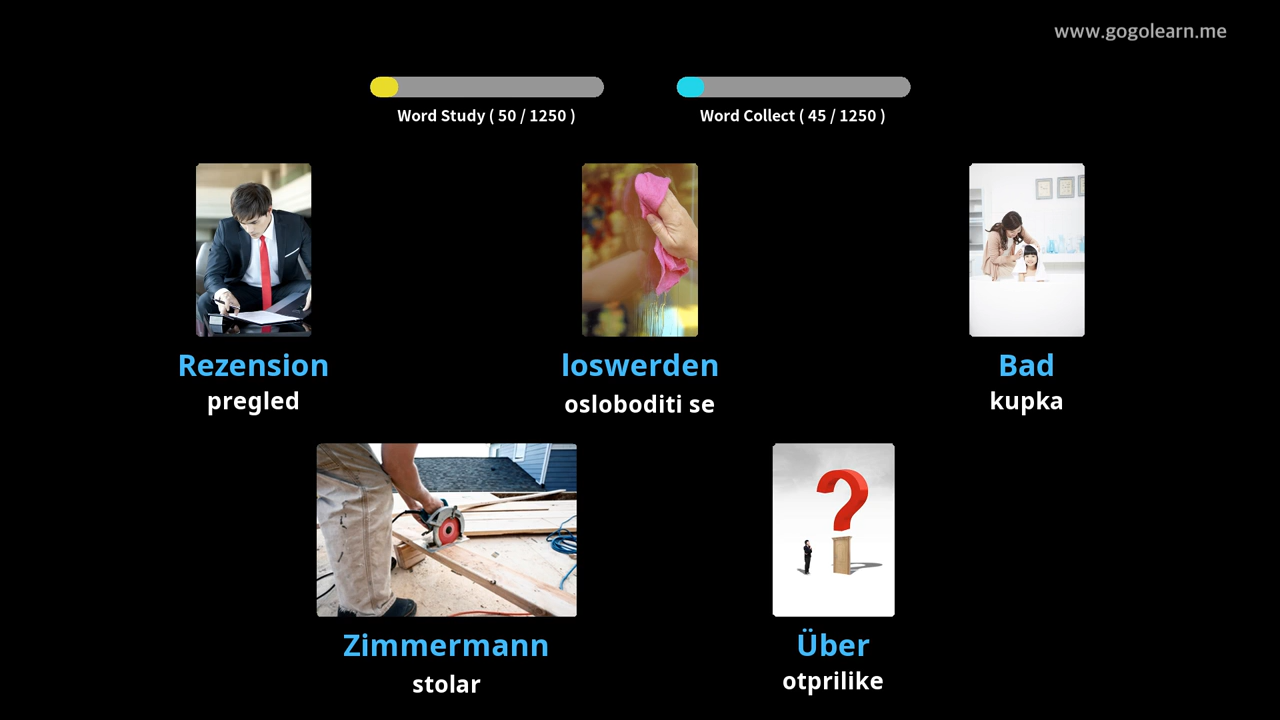 www.gogolearn.me
Word Study ( 50 / 1250 )
Word Collect ( 45 / 1250 )
Rezension
pregled
loswerden
osloboditi se
Bad
kupka
Zimmermann
stolar
Über
otprilike